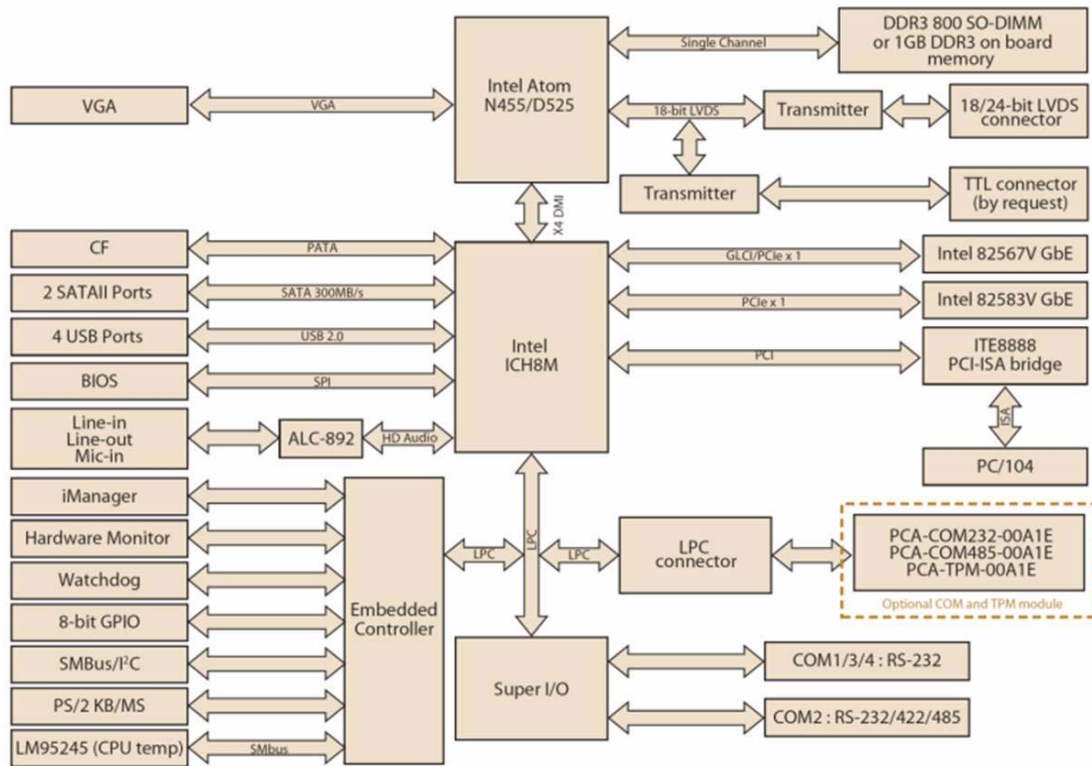 DDR3 800 SO-DIMM
or 1GB DDR3 on board
memory
Single Channel
Intel Atom
N455/D525
VGA
VGA
18-bit LVDS
Transmitter
18/24-bit LVDS
connector
Transmitter
TTL connector
(by request)
X4 DMI
CF
PATA
GLCI/PCIe x 1
Intel 82567V GbE
2 SATAII Ports
SATA 300MB/s
PCIe x 1
Intel 82583V GbE
4 USB Ports
USB 2.0
Intel
ICH8M
PCI
ITE8888
PCI-ISA bridge
BIOS
SPI
Line-in
Line-out
Mic-in
ALC-892
HD Audio
ISA
PC/104
iManager
Hardware Monitor
Watchdog
8-bit GPIO
SMBus/I²C
PS/2 KB/MS
LM95245 (CPU temp)
SMbus
Embedded
Controller
LPC
LPC
LPC
LPC
connector
PCA-COM232-00A1E
PCA-COM485-00A1E
PCA-TPM-00A1E
Optional COM and TPM module
Super I/O
COM1/3/4 : RS-232
COM2 : RS-232/422/485